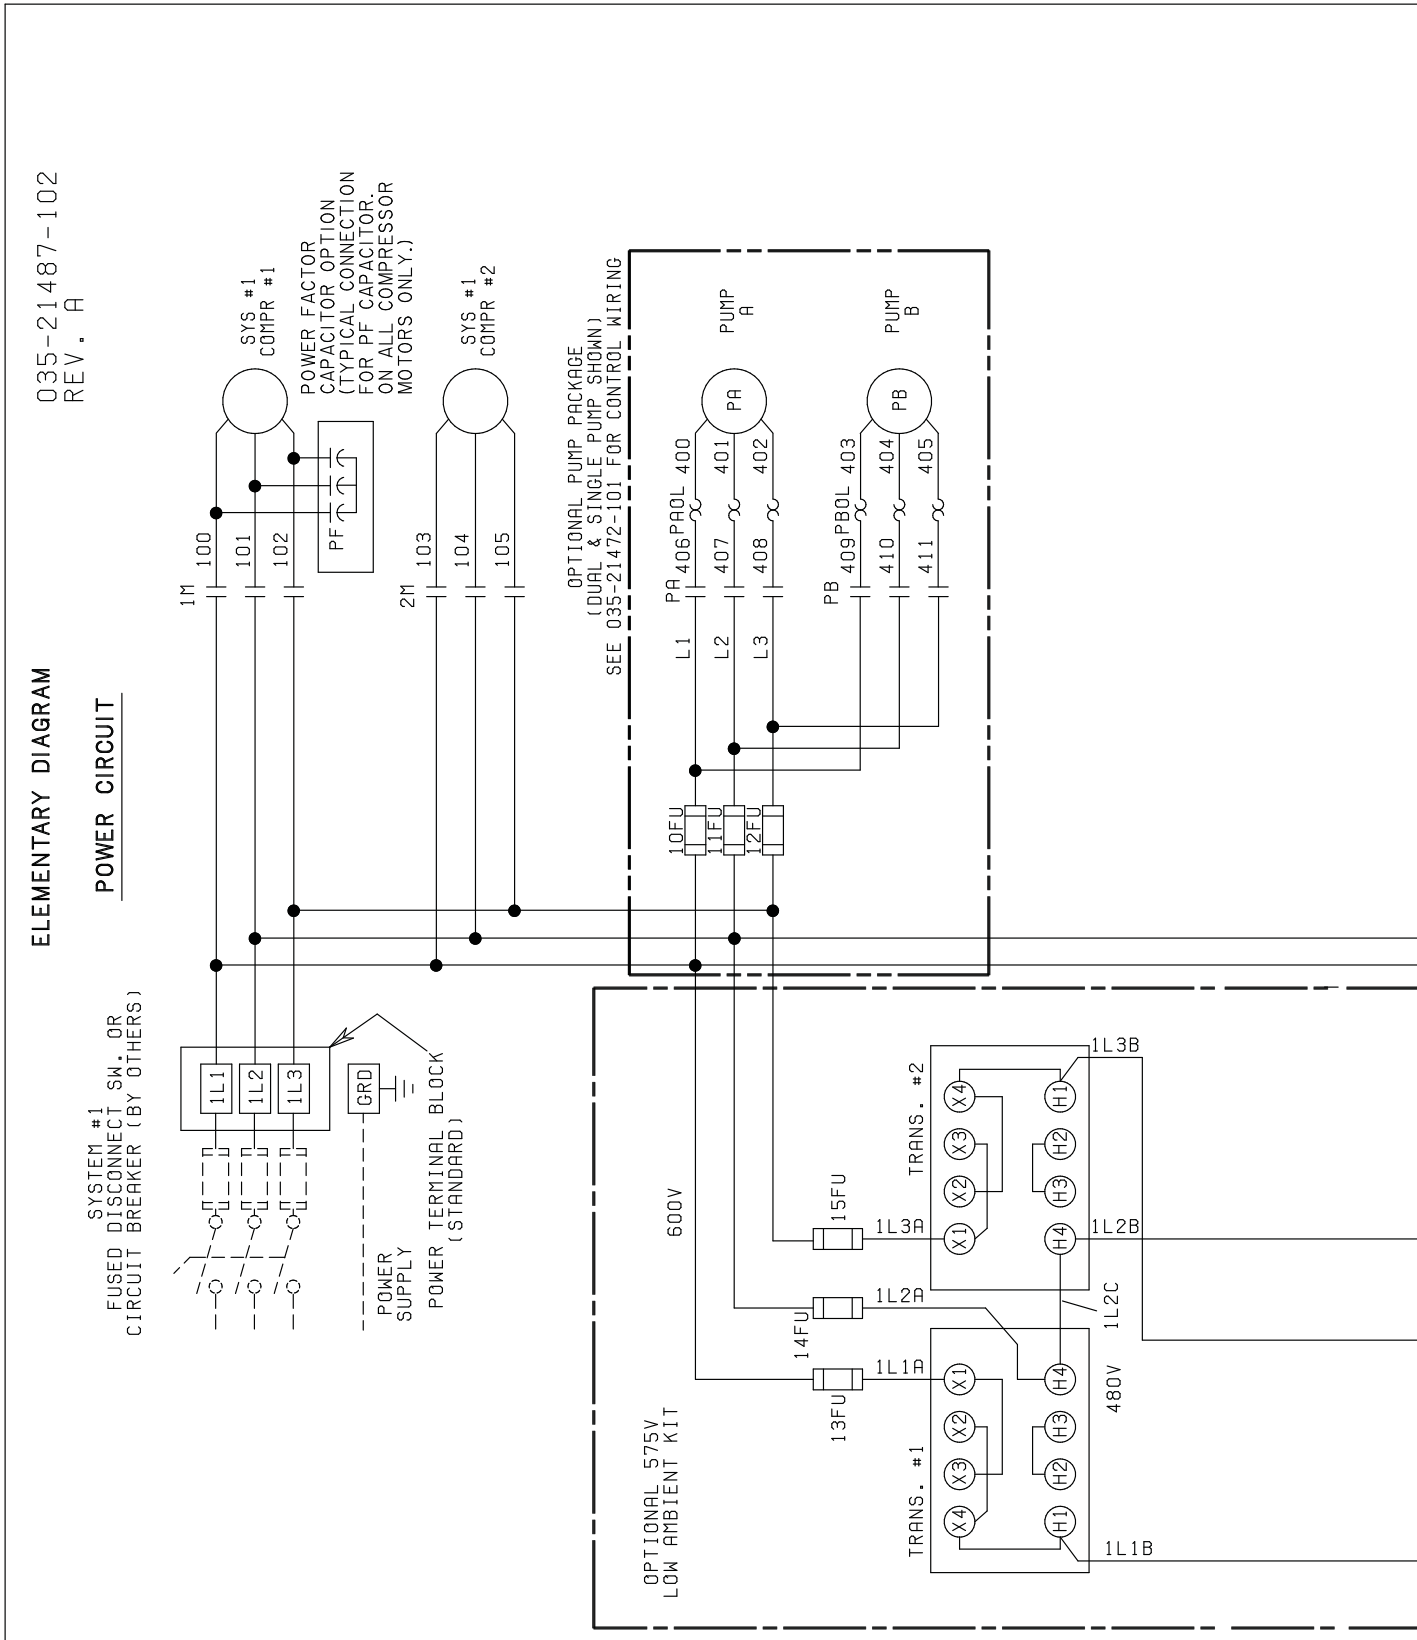 ELEMENTARY DIAGRAM
POWER CIRCUIT
035-21487-102
REV. A
SYSTEM #1
FUSED DISCONNECT SW. OR
CIRCUIT BREAKER (BY OTHERS)
1L1
1L2
1L3
GRD
POWER
SUPPLY
POWER TERMINAL BLOCK
(STANDARD)
1M
100
101
102
PF
SYS #1
COMPR #1
POWER FACTOR
CAPACITOR OPTION
(TYPICAL CONNECTION
FOR PF CAPACITOR.
ON ALL COMPRESSOR
MOTORS ONLY.)
2M
103
104
105
SYS #1
COMPR #2
OPTIONAL PUMP PACKAGE
(DUAL & SINGLE PUMP SHOWN)
SEE 035-21472-101 FOR CONTROL WIRING
10FU
11FU
12FU
L1
L2
L3
PA
406
PAOL
400
407
401
408
402
PA
PUMP
A
PB
409
PBOL
403
410
404
411
405
PB
PUMP
B
OPTIONAL 575V
LOW AMBIENT KIT
600V
13FU
14FU
15FU
1L1A
1L2A
1L3A
TRANS. #1
X4
X3
X2
X1
H1
H2
H3
H4
480V
1L1B
1L2C
TRANS. #2
X1
X2
X3
X4
H4
H3
H2
H1
1L2B
1L3B